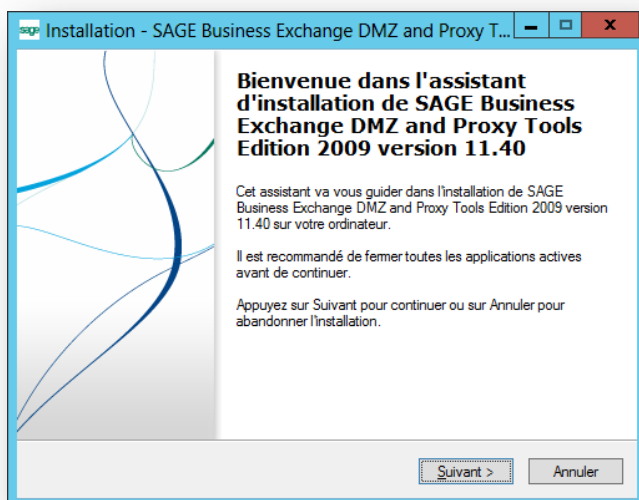 sage Installation - SAGE Business Exchange DMZ and Proxy T...
Bienvenue dans l'assistant
d'installation de SAGE Business
Exchange DMZ and Proxy Tools
Edition 2009 version 11.40
Cet assistant va vous guider dans l'installation de SAGE
Business Exchange DMZ and Proxy Tools Edition 2009 version
11.40 sur votre ordinateur.
Il est recommandé de fermer toutes les applications actives
avant de continuer.
Appuyez sur Suivant pour continuer ou sur Annuler pour
abandonner l'installation.
Suivant > Annuler